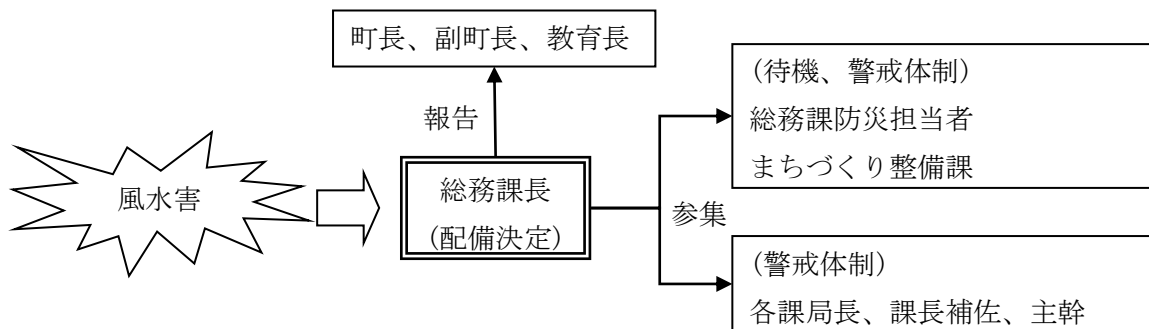 町長、副町長、教育長
報告
風水害
総務課長
(配備決定)
参集
(待機、警戒体制)
総務課防災担当者
まちづくり整備課
(警戒体制)
各課局長、課長補佐、主幹